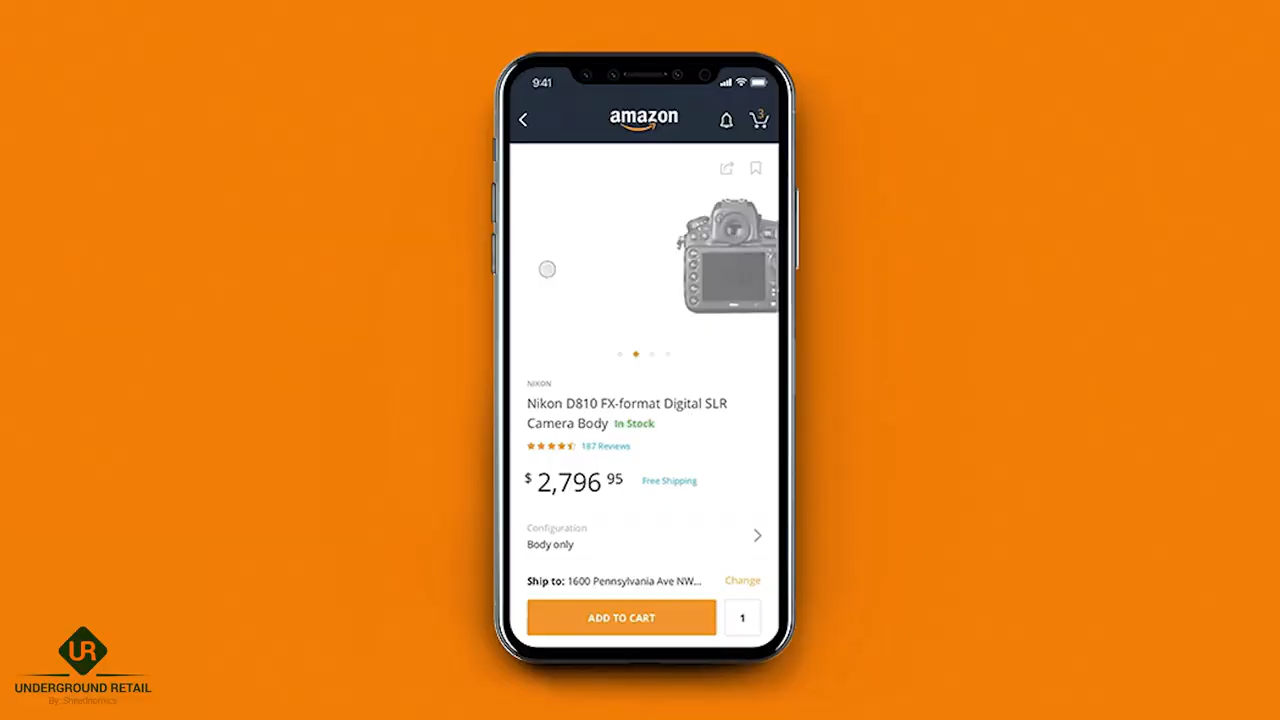 9:41
amazon
3
NIKON
Nikon D810 FX-format Digital SLR
Camera Body In Stock
187 Reviews
$ 2,796 95 Free Shipping
Configuration
Body only
Ship to: 1600 Pennsylvania Ave NW... Change
ADD TO CART 1
UR
UNDERGROUND RETAIL
By: Shrednomics